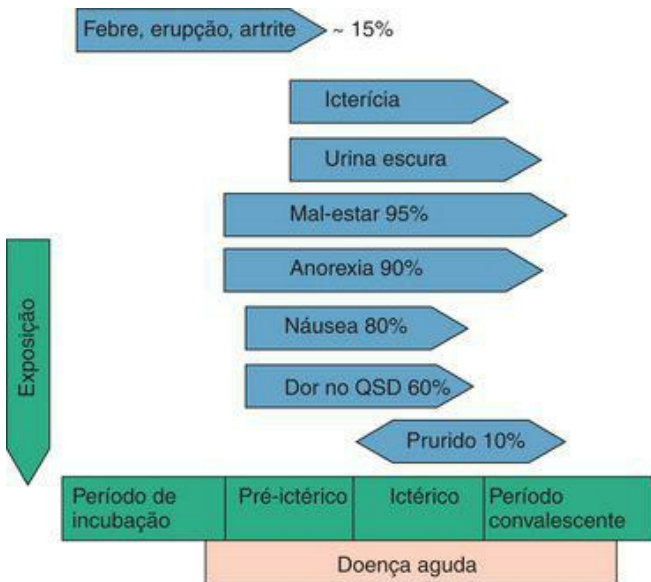 Febre, erupção, artrite ~ 15%
Icterícia
Urina escura
Mal-estar 95%
Anorexia 90%
Náusea 80%
Dor no QSD 60%
Prurido 10%
Exposição
Período de
incubação
Pré-ictérico
Ictérico
Período
convalescente
Doença aguda